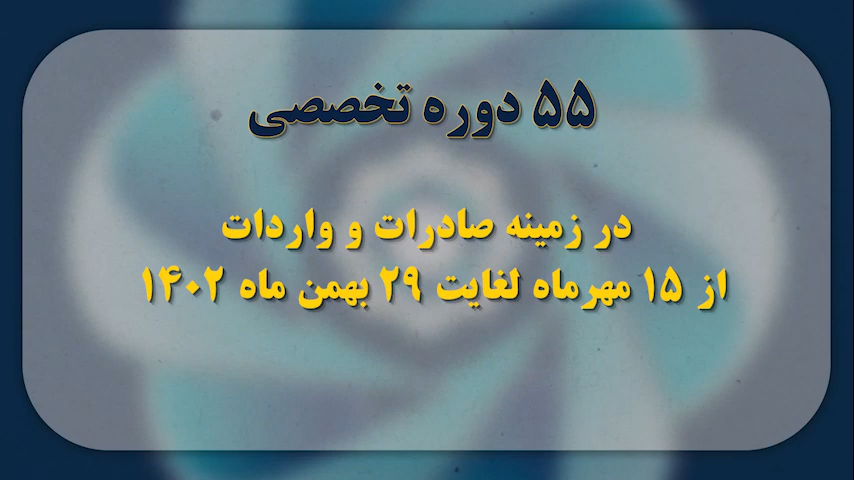 ۵۵ دوره تخصصی
در زمینه صادرات و واردات
از ۱۵ مهرماه لغایت ۲۹ بهمن ماه ۱۴۰۲